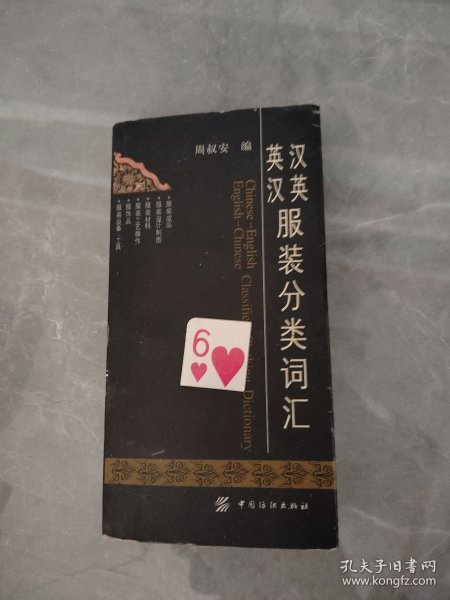 周叔安 编
汉英
英汉
服装分类词汇
Chinese-English
English-Chinese
Dictionary
•服装成品
•服装设计制图
•服装材料
•服装工艺操作
•服饰品
•服装设备·工具
6
中国纺织出版社
孔夫子旧书网
www.kongfz.com